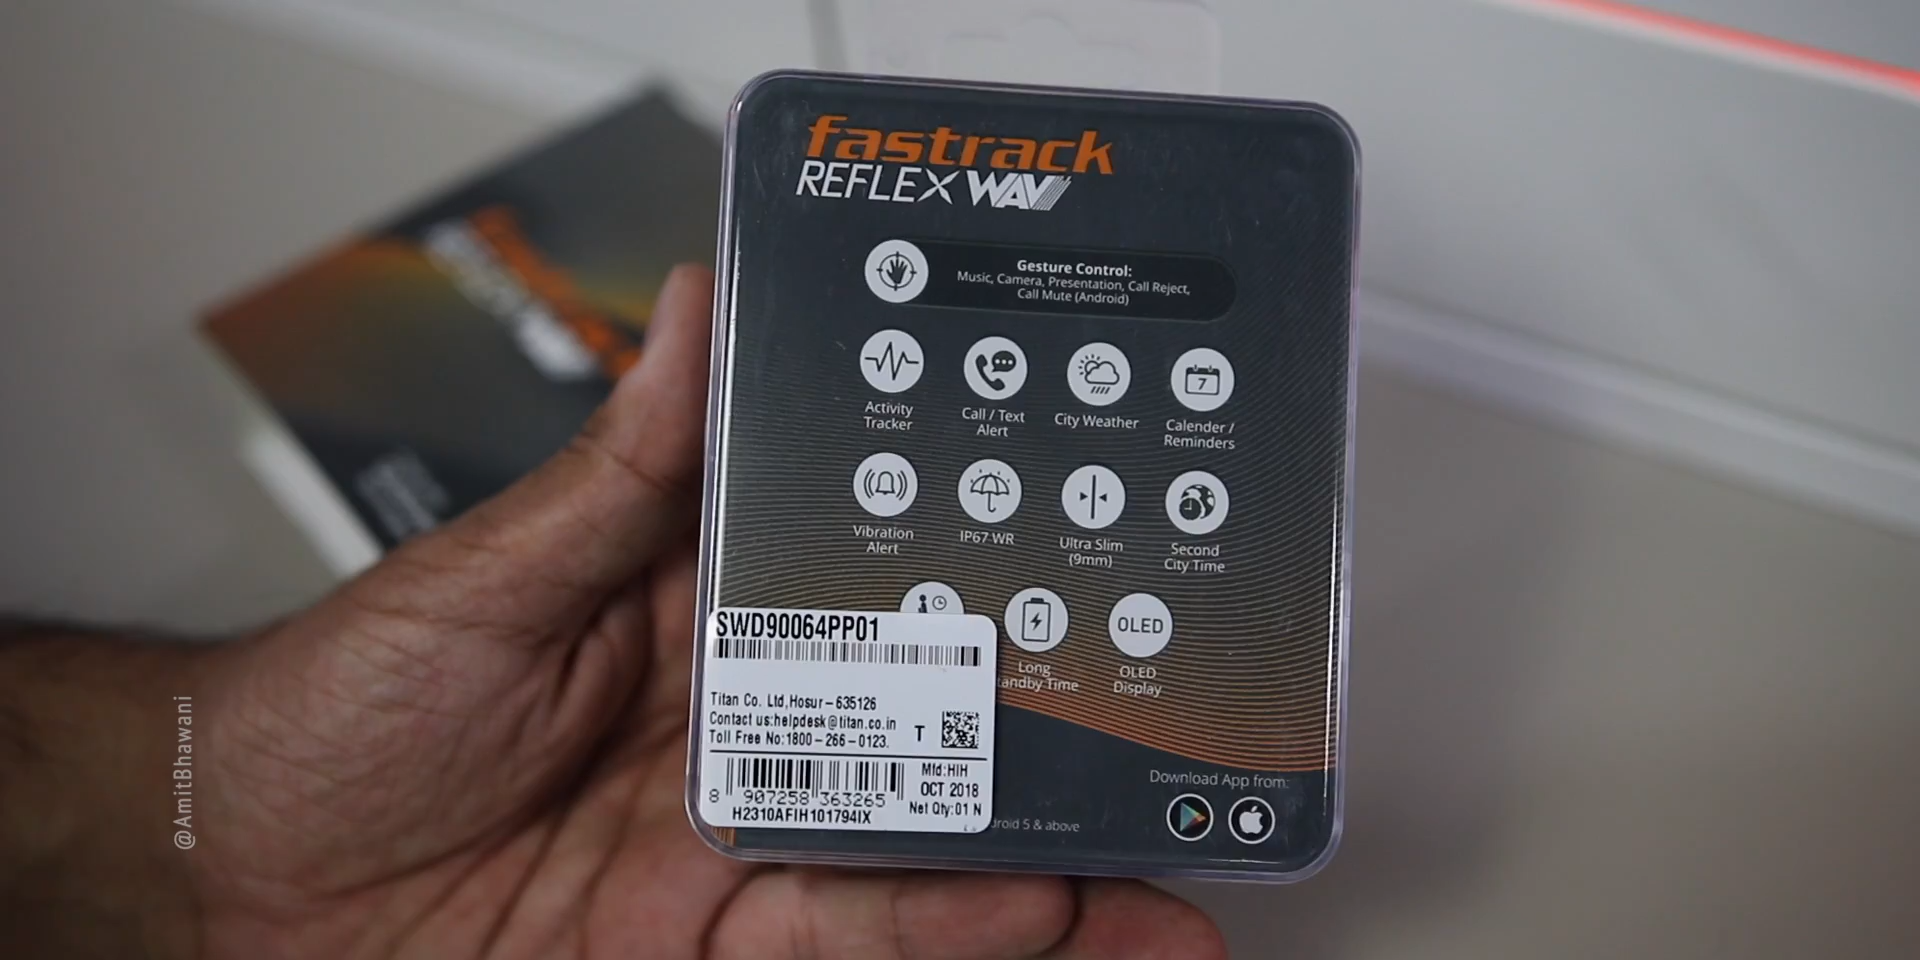 fastrack
REFLEX WAV
Gesture Control:
Music, Camera, Presentation, Call Reject,
Call Mute (Android)
7
Activity
Tracker
Call / Text
Alert
City Weather
Calender /
Reminders
Vibration
Alert
IP67 WR
Ultra Slim
(9mm)
Second
City Time
OLED
Long
andby Time
OLED
Display
SWD90064PP01
Titan Co. Ltd,Hosur-635126
Contact us:helpdesk@titan.co.in
Toll Free No:1800-266-0123.
T
Mfd:HIH
OCT 2018
Net Qty:01 N
8 907258 363265
H2310AFIH101794IX
droid 5 & above
Download App from:
@AmitBhawani